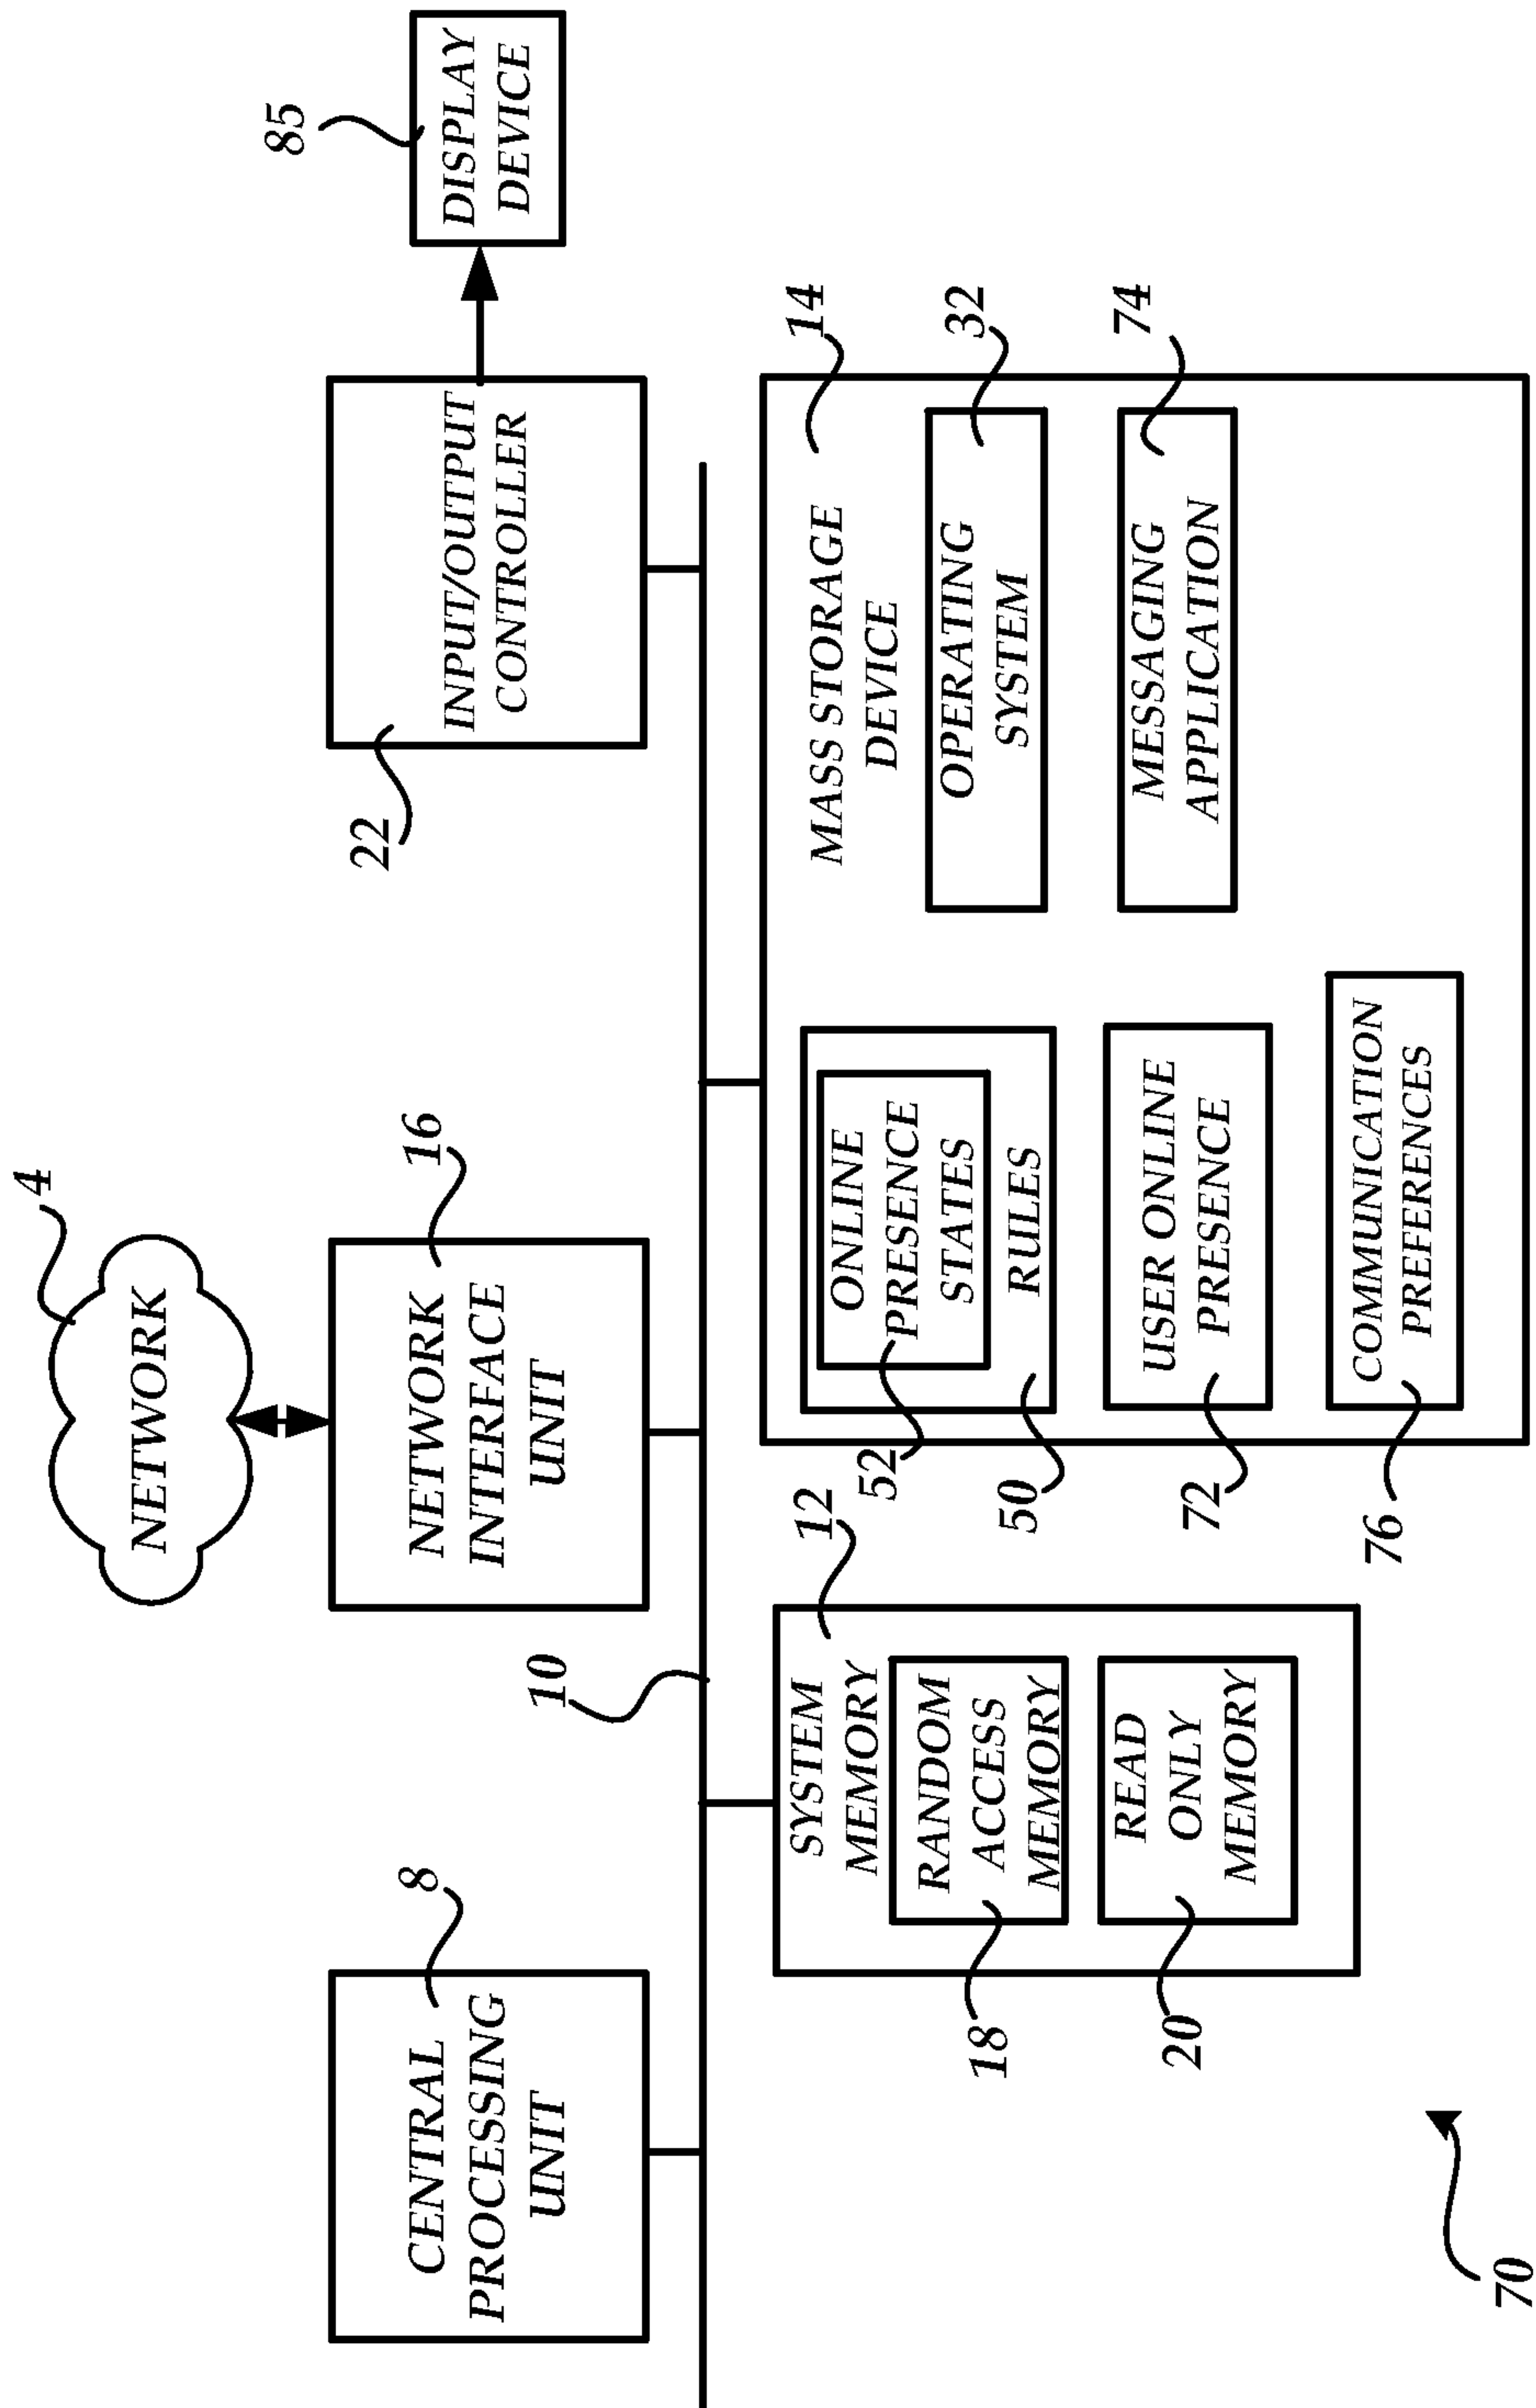 4
NETWORK
85
DISPLAY
DEVICE
8
CENTRAL
PROCESSING
UNIT
16
NETWORK
INTERFACE
UNIT
22
INPUT/OUTPUT
CONTROLLER
10
12
SYSTEM
MEMORY
RANDOM
ACCESS
MEMORY
18
READ
ONLY
MEMORY
20
14
MASS STORAGE
DEVICE
ONLINE
PRESENCE
STATES
52
RULES
50
OPERATING
SYSTEM
32
USER ONLINE
PRESENCE
72
MESSAGING
APPLICATION
74
COMMUNICATION
PREFERENCES
76
70